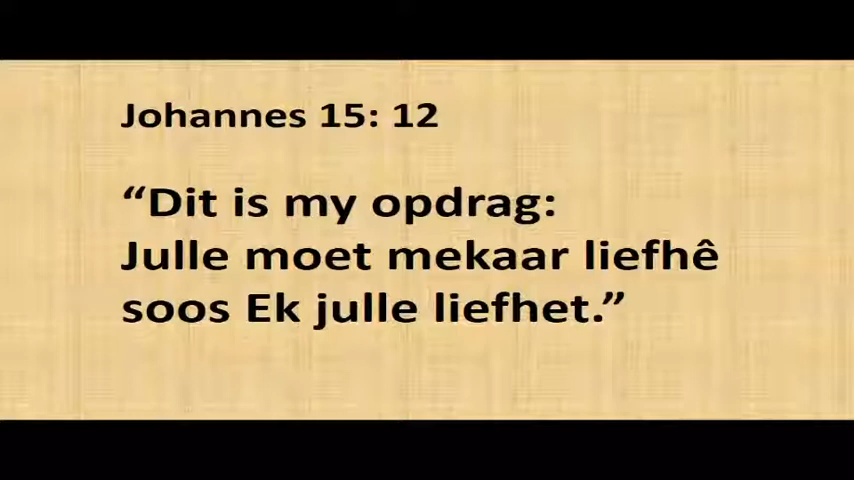 Johannes 15: 12
“Dit is my opdrag:
Julle moet mekaar liefhê
soos Ek julle liefhet.”